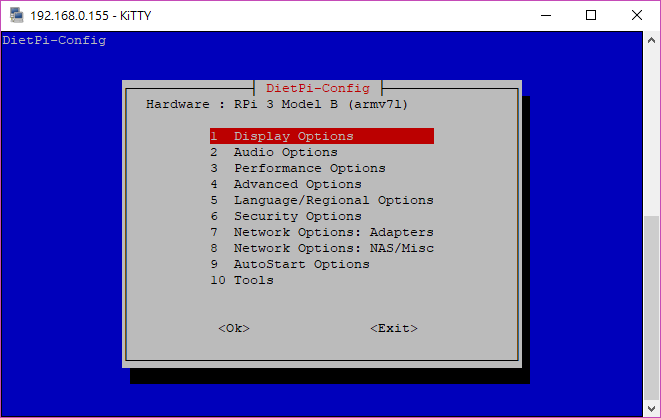 192.168.0.155 - KiTTY
DietPi-Config
DietPi-Config
Hardware : RPi 3 Model B (armv7l)
1 Display Options
2 Audio Options
3 Performance Options
4 Advanced Options
5 Language/Regional Options
6 Security Options
7 Network Options: Adapters
8 Network Options: NAS/Misc
9 AutoStart Options
10 Tools
<Ok> <Exit>